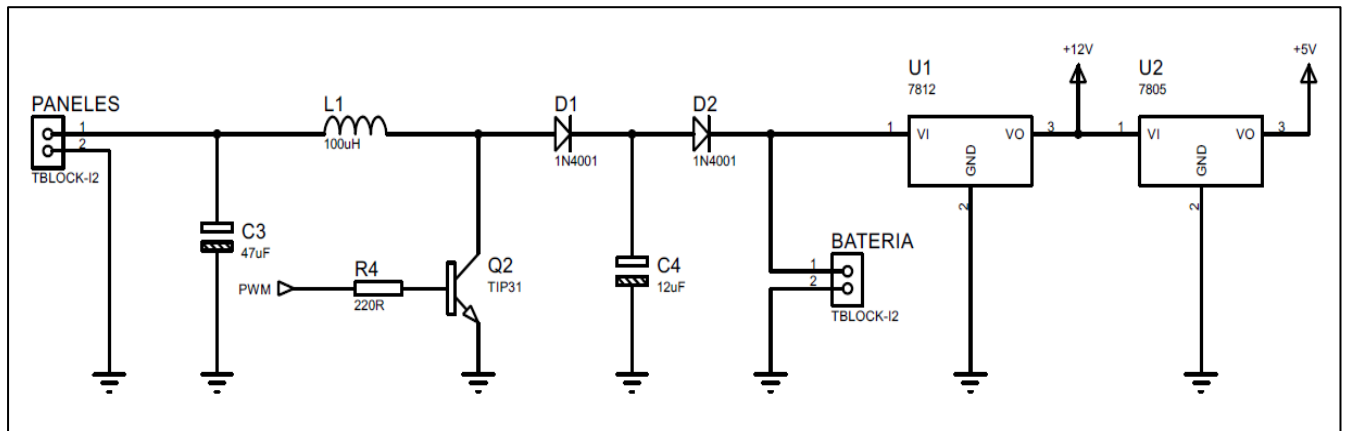 PANELES
1
2
TBLOCK-I2
C3
47uF
L1
100uH
PWM
R4
220R
Q2
TIP31
D1
1N4001
C4
12uF
D2
1N4001
BATERIA
1
2
TBLOCK-I2
U1
7812
1
VI
VO
3
GND
2
+12V
U2
7805
1
VI
VO
3
GND
2
+5V